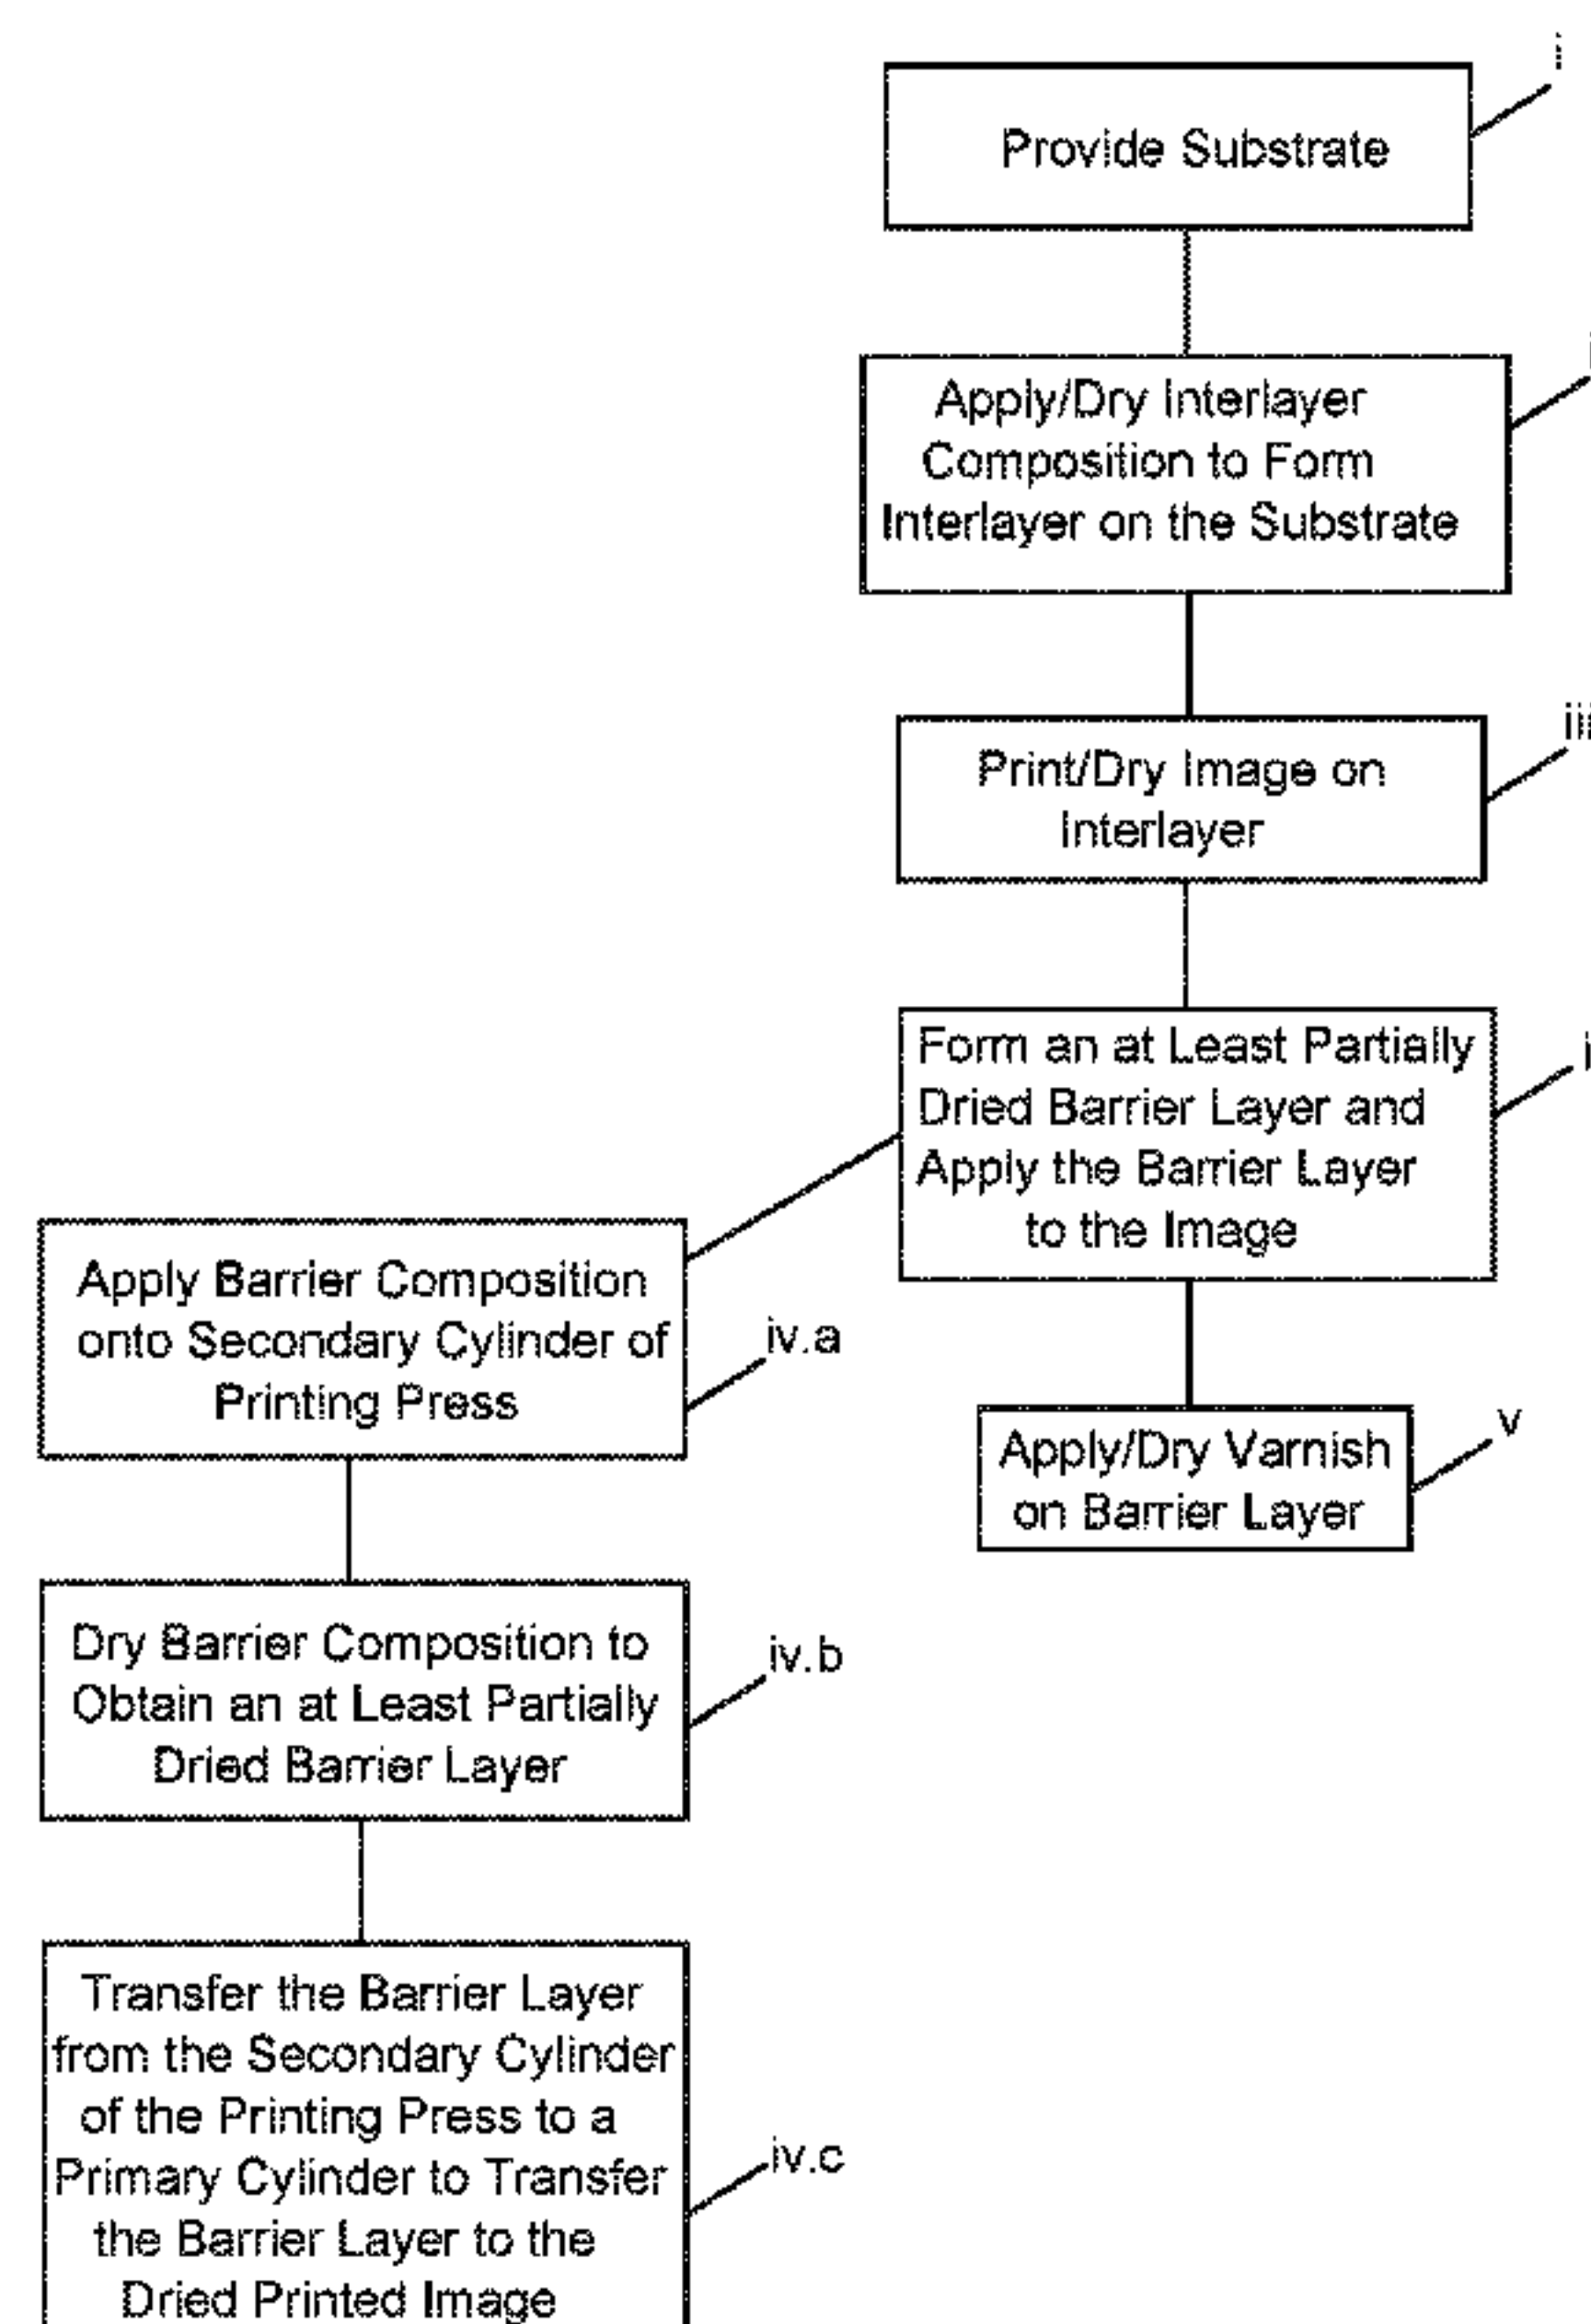 i
Provide Substrate
Apply/Dry Interlayer
Composition to Form
Interlayer on the Substrate
iii
Print/Dry Image on
Interlayer
Form an at Least Partially
Dried Barrier Layer and
Apply the Barrier Layer
to the Image
Apply Barrier Composition
onto Secondary Cylinder of
Printing Press
iv.a
v
Apply/Dry Varnish
on Barrier Layer
Dry Barrier Composition to
Obtain an at Least Partially
Dried Barrier Layer
iv.b
Transfer the Barrier Layer
from the Secondary Cylinder
of the Printing Press to a
Primary Cylinder to Transfer
the Barrier Layer to the
Dried Printed Image
iv.c